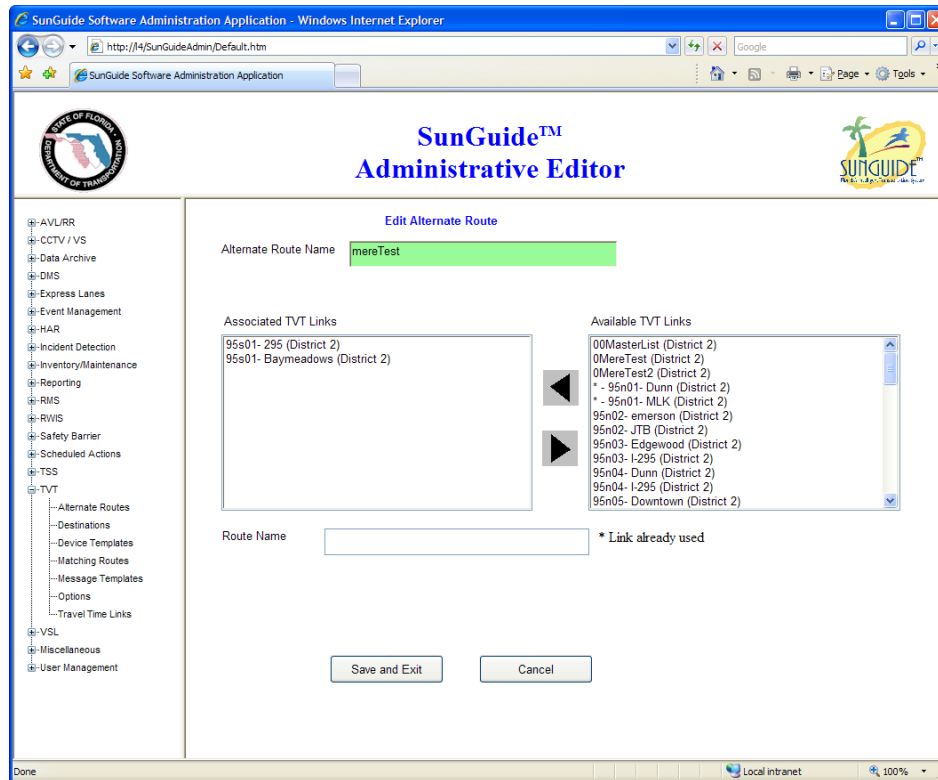 SunGuide Software Administration Application - Windows Internet Explorer
http://l4/SunGuideAdmin/Default.htm
Google
SunGuide Software Administration Application
Page
Tools
STATE OF FLORIDA
DEPARTMENT OF TRANSPORTATION
SunGuide™
Administrative Editor
SUNGUIDE™
AVL/RR
CCTV / VS
Data Archive
DMS
Express Lanes
Event Management
HAR
Incident Detection
Inventory/Maintenance
Reporting
RMS
RWIS
Safety Barrier
Scheduled Actions
TSS
TVT
Alternate Routes
Destinations
Device Templates
Matching Routes
Message Templates
Options
Travel Time Links
VSL
Miscellaneous
User Management
Edit Alternate Route
Alternate Route Name
mereTest
Associated TVT Links
95s01- 295 (District 2)
95s01- Baymeadows (District 2)
Available TVT Links
00MasterList (District 2)
0MereTest (District 2)
0MereTest2 (District 2)
* - 95n01- Dunn (District 2)
* - 95n01- MLK (District 2)
95n02- emerson (District 2)
95n02- JTB (District 2)
95n03- Edgewood (District 2)
95n03- I-295 (District 2)
95n04- Dunn (District 2)
95n04- I-295 (District 2)
95n05- Downtown (District 2)
Route Name
* Link already used
Save and Exit
Cancel
Done
Local intranet
100%